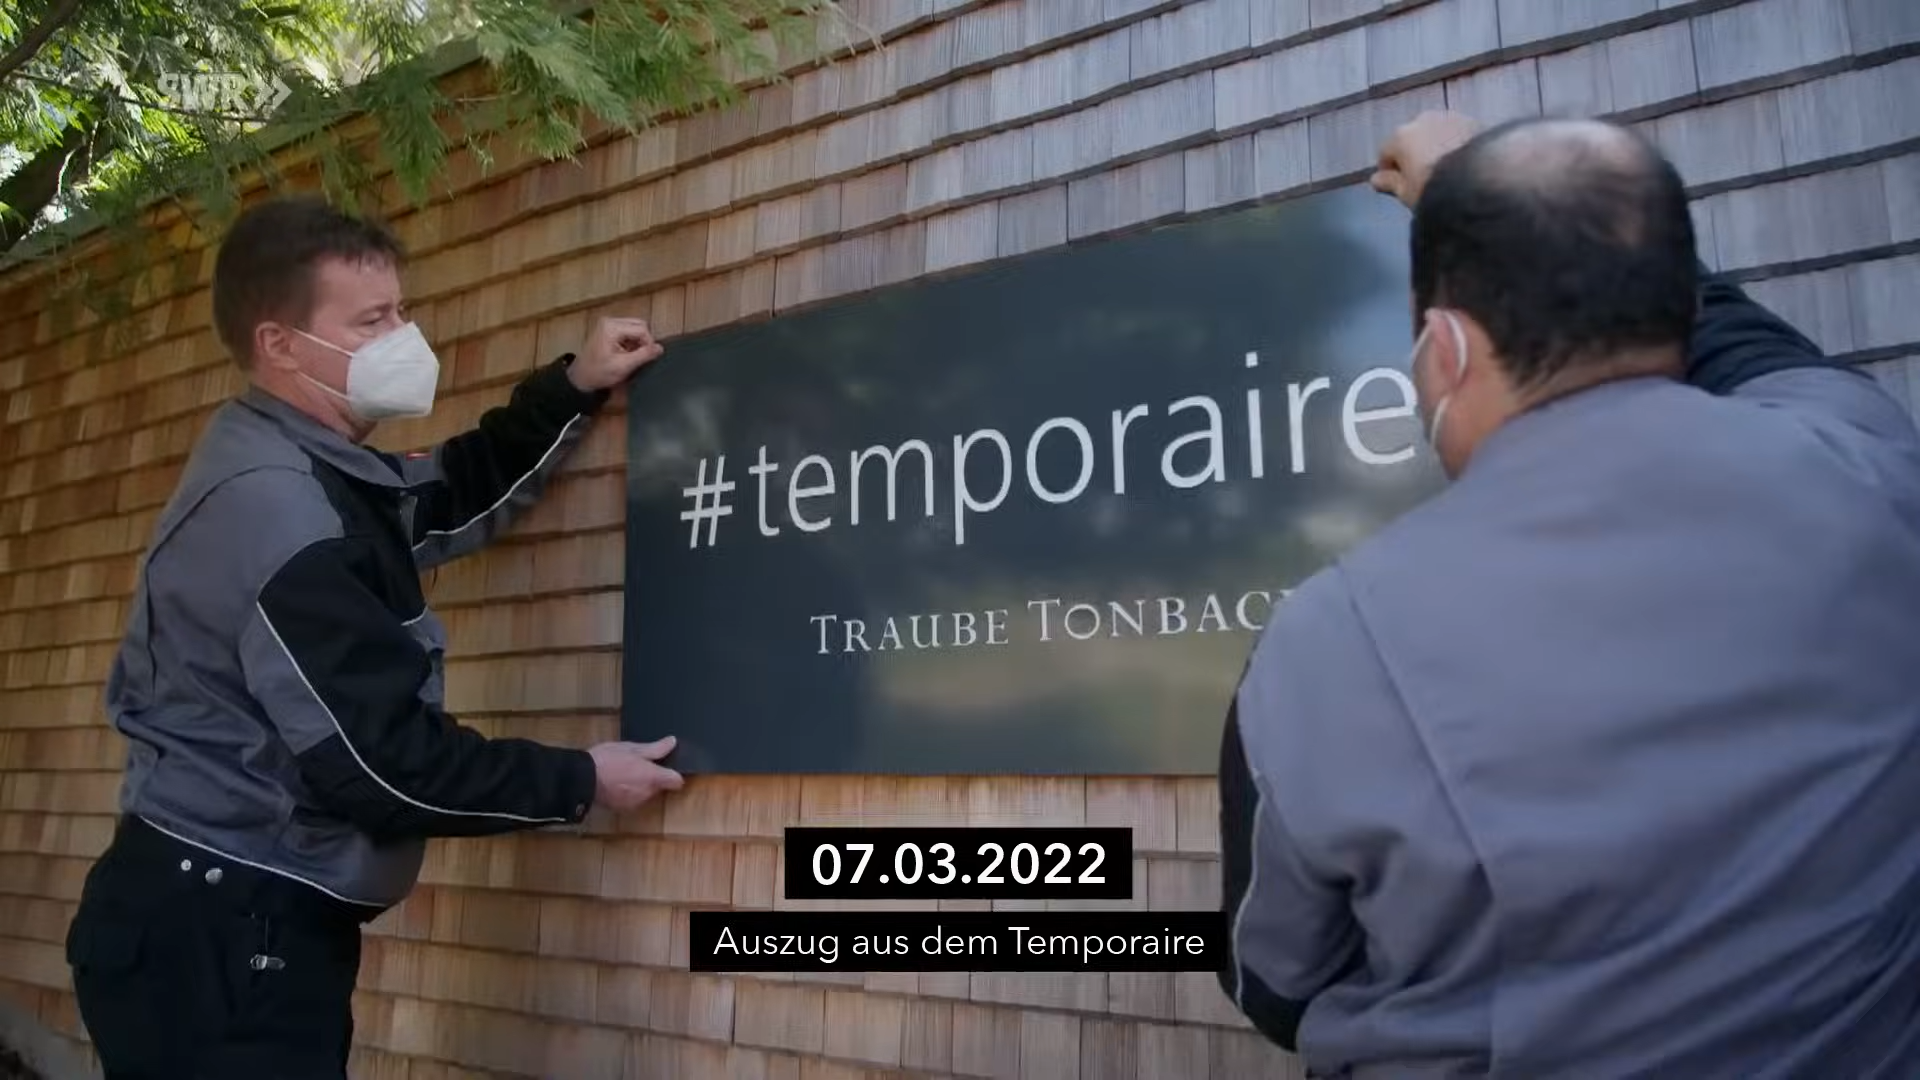 SWR»
#temporaire
TRAUBE TONBAC
07.03.2022
Auszug aus dem Temporaire